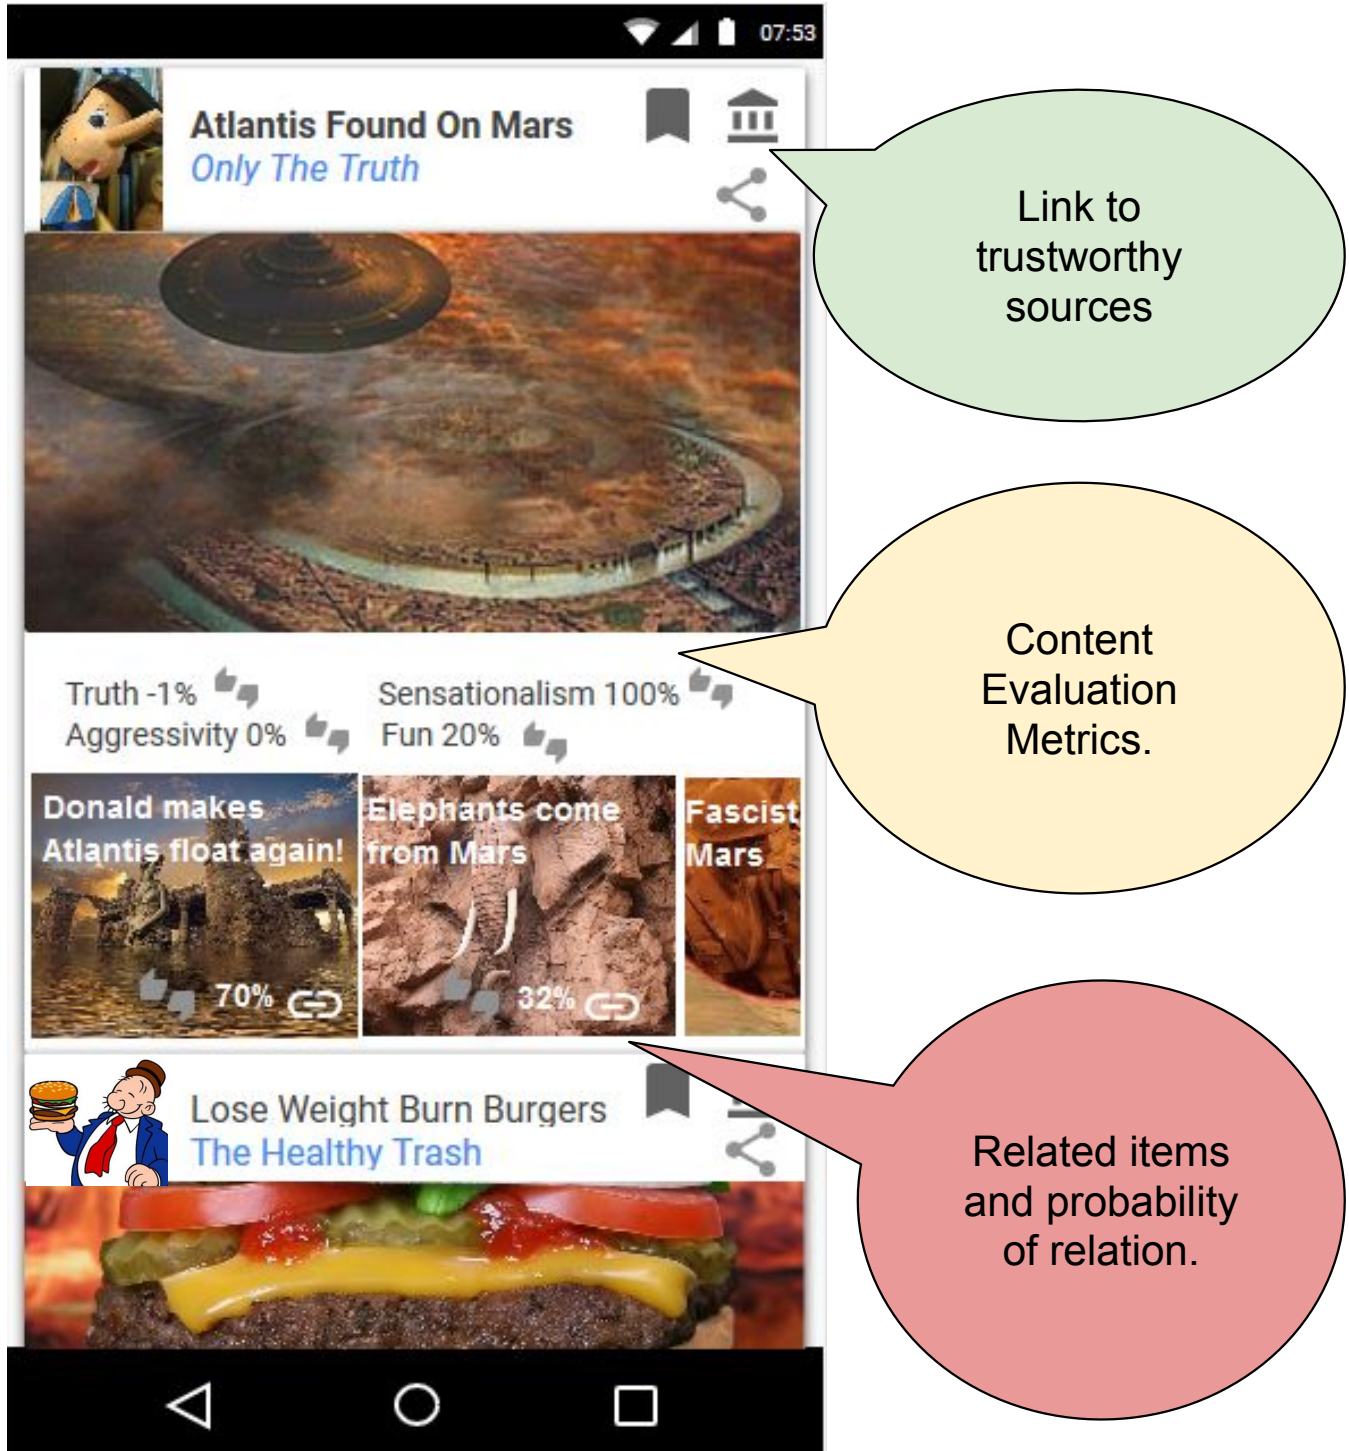 07:53
Atlantis Found On Mars
Only The Truth
Link to
trustworthy
sources
Truth -1%
Sensationalism 100%
Aggressivity 0%
Fun 20%
Content
Evaluation
Metrics.
Donald makes
Atlantis float again!
70%
Elephants come
from Mars
32%
Fascist
Mars
Lose Weight Burn Burgers
The Healthy Trash
Related items
and probability
of relation.